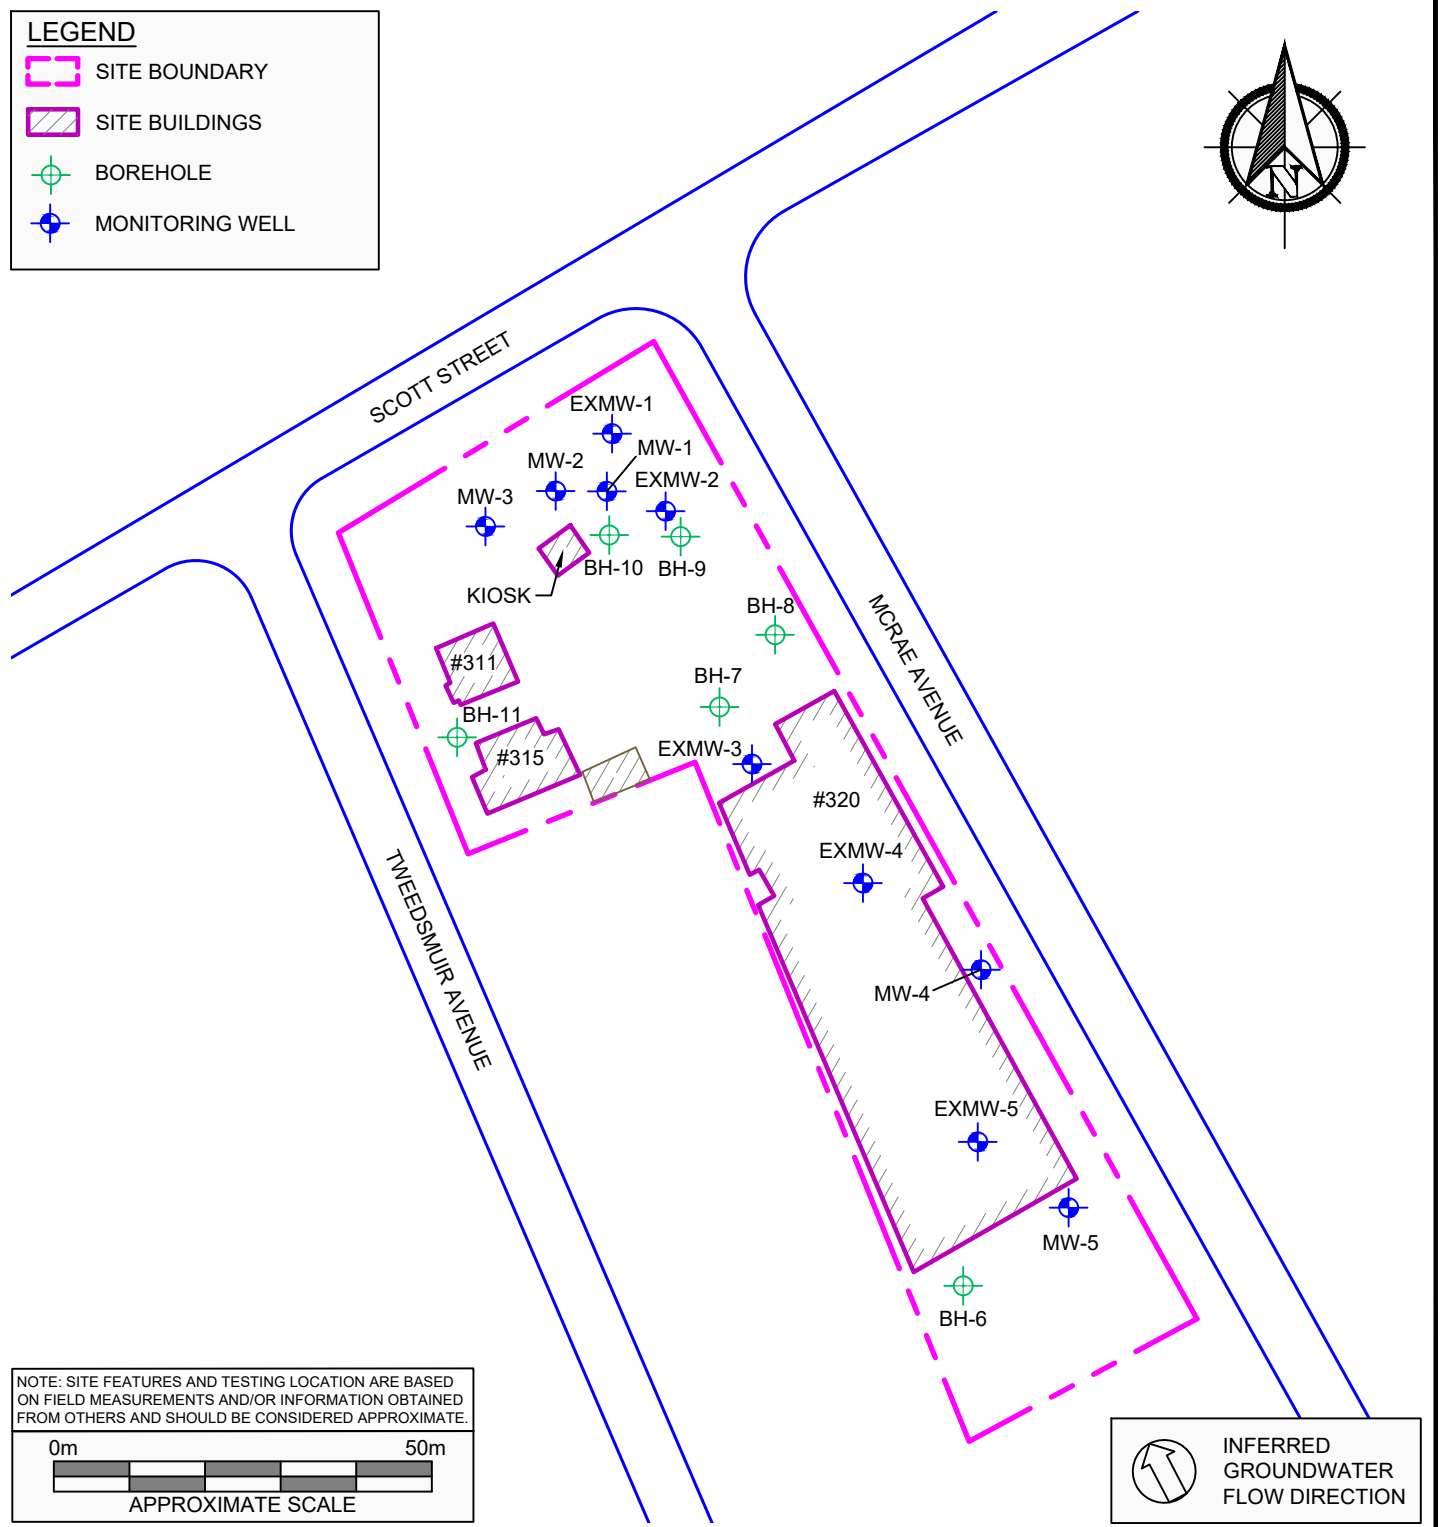 LEGEND
SITE BOUNDARY
SITE BUILDINGS
BOREHOLE
MONITORING WELL
N
SCOTT STREET
EXMW-1
MW-1
MW-2
EXMW-2
MW-3
BH-10
BH-9
KIOSK
BH-8
MCRAE AVENUE
#311
BH-7
BH-11
EXMW-3
#315
#320
EXMW-4
TWEEDSMUIR AVENUE
MW-4
EXMW-5
MW-5
BH-6
NOTE: SITE FEATURES AND TESTING LOCATION ARE BASED
ON FIELD MEASUREMENTS AND/OR INFORMATION OBTAINED
FROM OTHERS AND SHOULD BE CONSIDERED APPROXIMATE.
0m 50m
APPROXIMATE SCALE
INFERRED
GROUNDWATER
FLOW DIRECTION